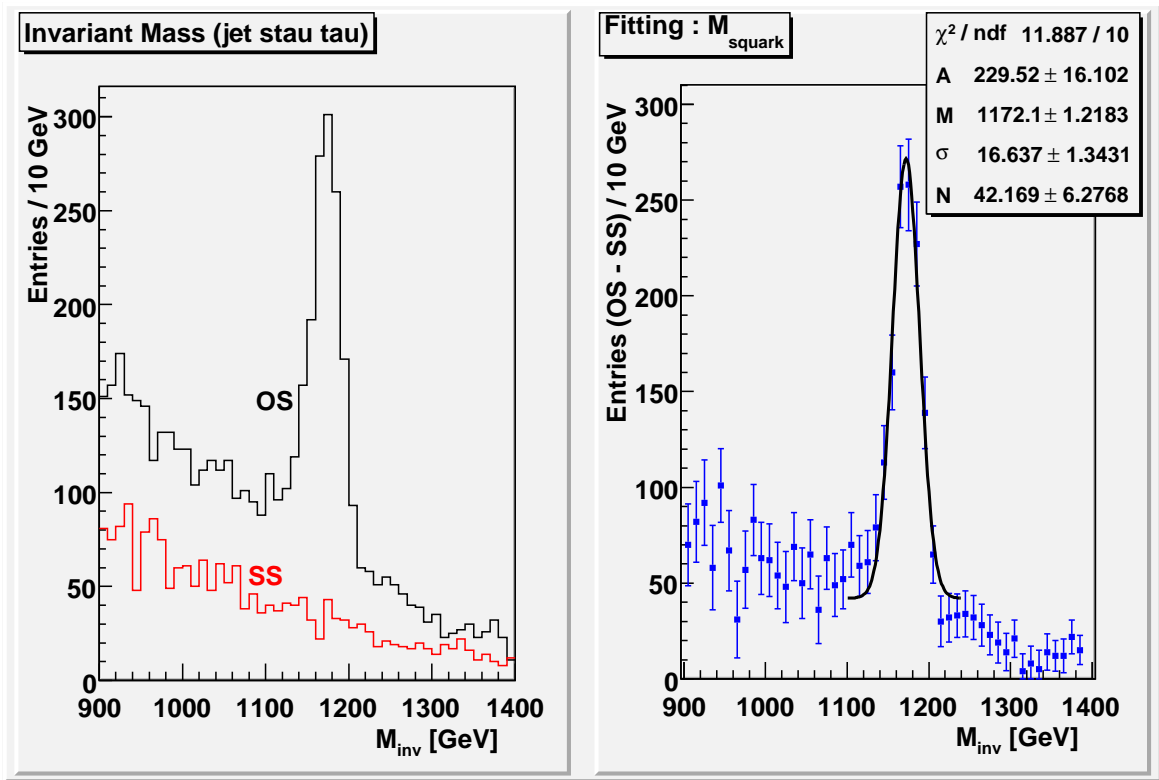 Invariant Mass (jet stau tau)
Entries / 10 GeV
300
250
200
150
100
50
0
OS
SS
900 1000 1100 1200 1300 1400
M_inv [GeV]
Fitting : M_squark
χ² / ndf 11.887 / 10
A 229.52 ± 16.102
M 1172.1 ± 1.2183
σ 16.637 ± 1.3431
N 42.169 ± 6.2768
Entries (OS - SS) / 10 GeV
300
250
200
150
100
50
0
900 1000 1100 1200 1300 1400
M_inv [GeV]